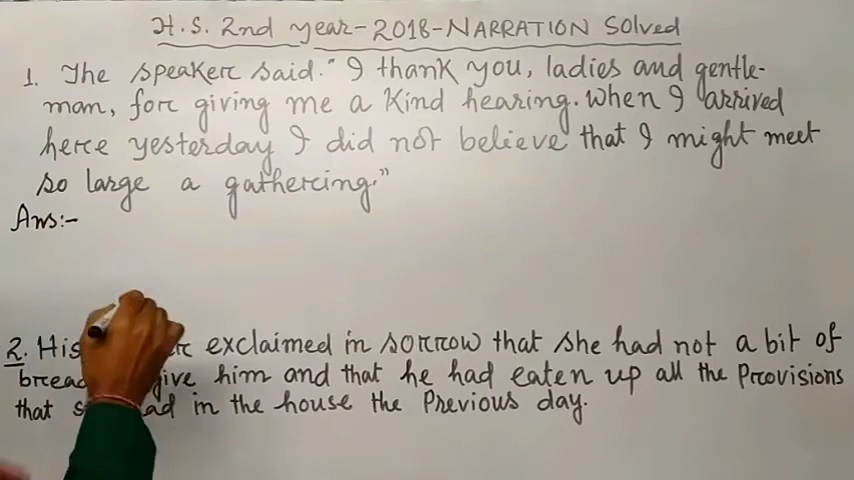 H.S. 2nd year-2018-NARRATION Solved
1. The speaker said. "I thank you, ladies and gentle-
man, for giving me a kind hearing. When I arrived
here yesterday I did not believe that I might meet
so large a gathering."
Ans:-
2. His exclaimed in sorrow that she had not a bit of
give him and that he had eaten up all the Provisions
that in the house the Previous day.